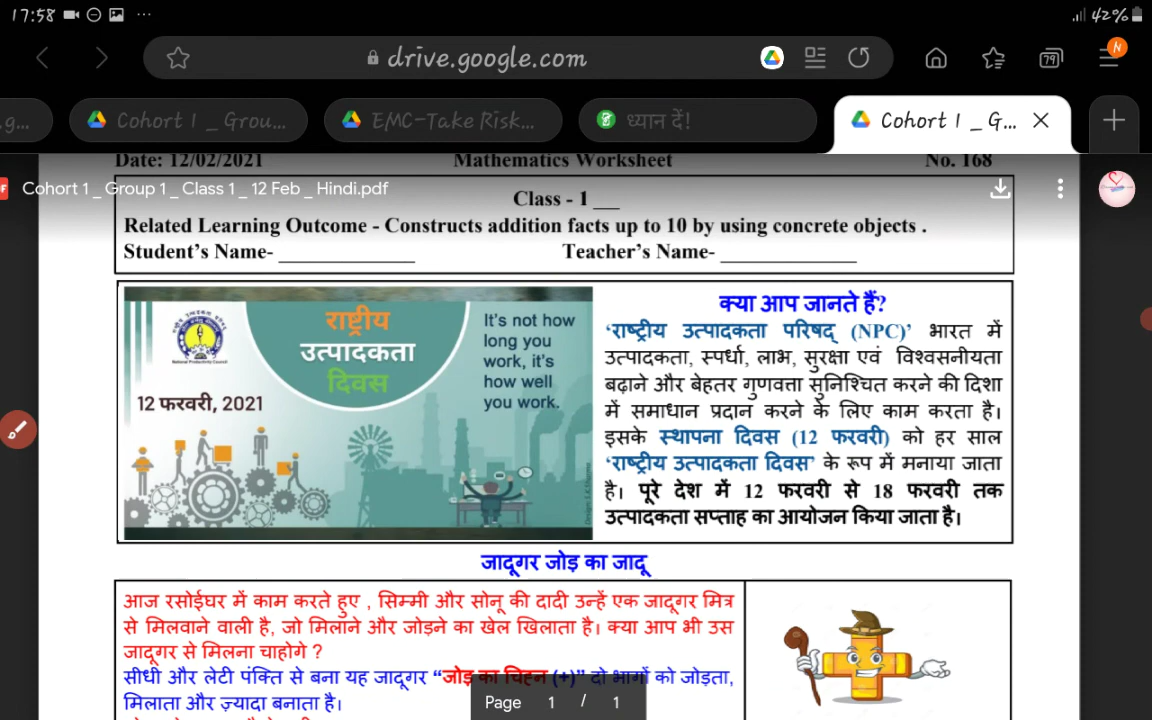 17:58
42%
drive.google.com
79
N
.g...
Cohort 1 _ Grou...
EMC-Take Risk...
ध्यान दें!
Cohort 1 _ G...
Date: 12/02/2021 Mathematics Worksheet No. 168
Cohort 1 _ Group 1 _ Class 1 _ 12 Feb _ Hindi.pdf
Class - 1 __
Related Learning Outcome - Constructs addition facts up to 10 by using concrete objects .
Student's Name- ____________ Teacher's Name- ____________
राष्ट्रीय
उत्पादकता
दिवस
National Productivity Council
12 फरवरी, 2021
It's not how
long you
work, it's
how well
you work.
क्या आप जानते हैं?
'राष्ट्रीय उत्पादकता परिषद् (NPC)' भारत में
उत्पादकता, स्पर्धा, लाभ, सुरक्षा एवं विश्वसनीयता
बढ़ाने और बेहतर गुणवत्ता सुनिश्चित करने की दिशा
में समाधान प्रदान करने के लिए काम करता है।
इसके स्थापना दिवस (12 फरवरी) को हर साल
'राष्ट्रीय उत्पादकता दिवस' के रूप में मनाया जाता
है। पूरे देश में 12 फरवरी से 18 फरवरी तक
उत्पादकता सप्ताह का आयोजन किया जाता है।
जादूगर जोड़ का जादू
आज रसोईघर में काम करते हुए , सिम्मी और सोनू की दादी उन्हें एक जादूगर मित्र
से मिलवाने वाली है, जो मिलाने और जोड़ने का खेल खिलाता है। क्या आप भी उस
जादूगर से मिलना चाहोगे ?
सीधी और लेटी पंक्ति से बना यह जादूगर "जोड़ का चिह्न (+)" दो भागों को जोड़ता,
मिलाता और ज़्यादा बनाता है।
Page 1 / 1